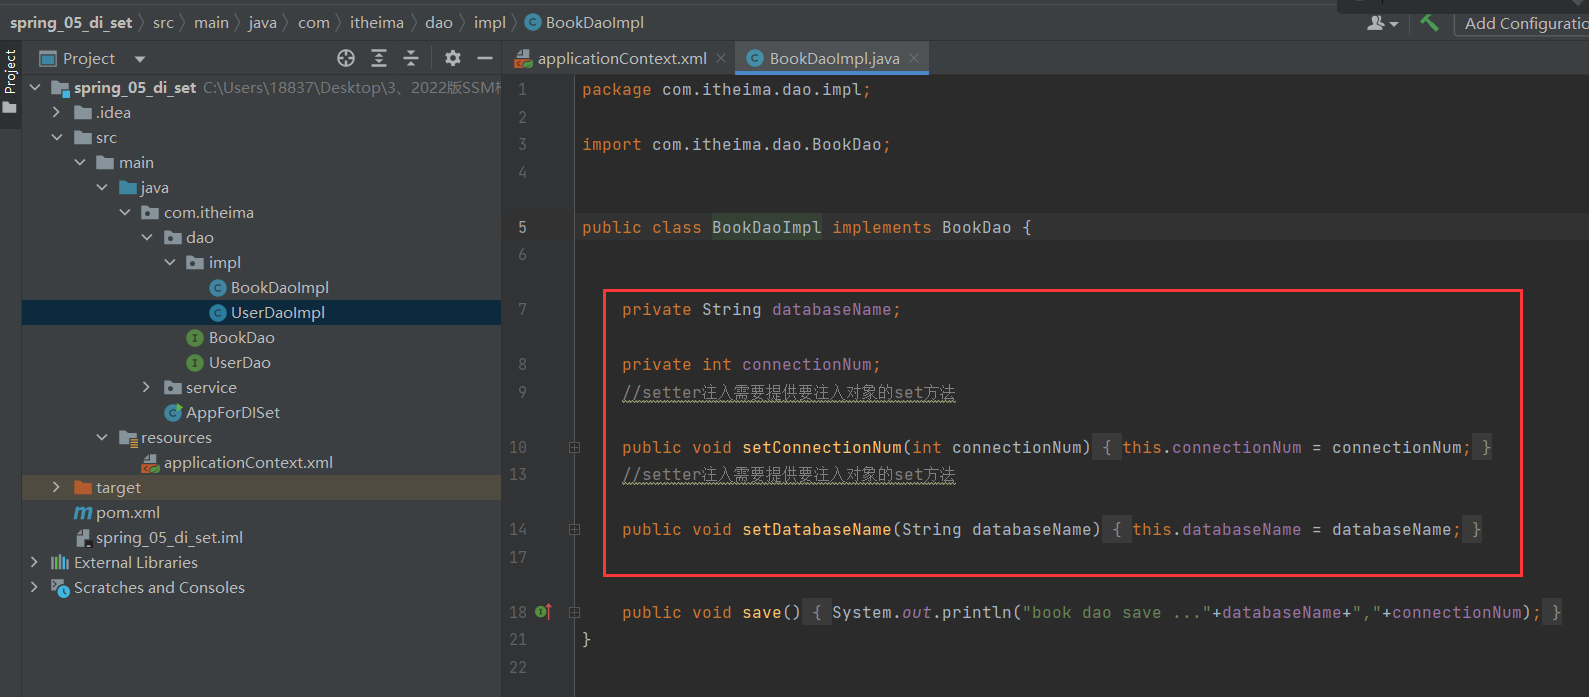 spring_05_di_set src main java com itheima dao impl BookDaoImpl
Add Configuratio
Project
Project
applicationContext.xml
BookDaoImpl.java
spring_05_di_set C:\Users\18837\Desktop\3、2022版SSM
.idea
src
main
java
com.itheima
dao
impl
BookDaoImpl
UserDaoImpl
BookDao
UserDao
service
AppForDISet
resources
applicationContext.xml
target
pom.xml
spring_05_di_set.iml
External Libraries
Scratches and Consoles
1 package com.itheima.dao.impl;
2
3 import com.itheima.dao.BookDao;
4
5 public class BookDaoImpl implements BookDao {
6
7 private String databaseName;
8 private int connectionNum;
9 //setter注入需要提供要注入对象的set方法
10 public void setConnectionNum(int connectionNum) { this.connectionNum = connectionNum; }
13 //setter注入需要提供要注入对象的set方法
14 public void setDatabaseName(String databaseName) { this.databaseName = databaseName; }
17
18 public void save() { System.out.println("book dao save ..."+databaseName+","+connectionNum); }
21 }
22